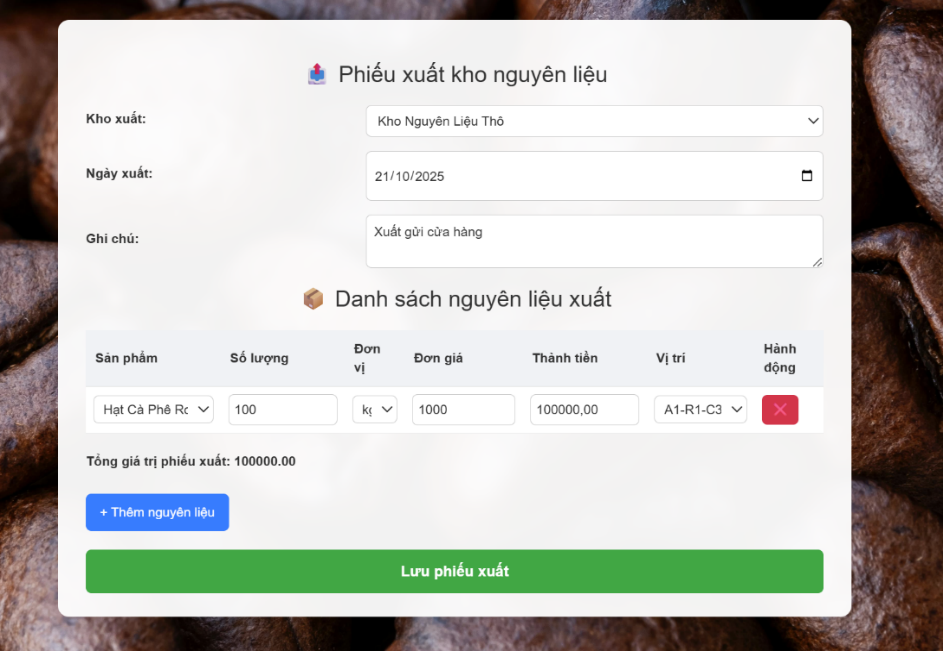 Phiếu xuất kho nguyên liệu
Kho xuất:
Kho Nguyên Liệu Thô
Ngày xuất:
21/10/2025
Ghi chú:
Xuất gửi cửa hàng
Danh sách nguyên liệu xuất
Sản phẩm Số lượng Đơn vị Đơn giá Thành tiền Vị trí Hành động
Hạt Cà Phê 100 1000 100000,00 A1-R1-C3
Tổng giá trị phiếu xuất: 100000.00
+ Thêm nguyên liệu
Lưu phiếu xuất